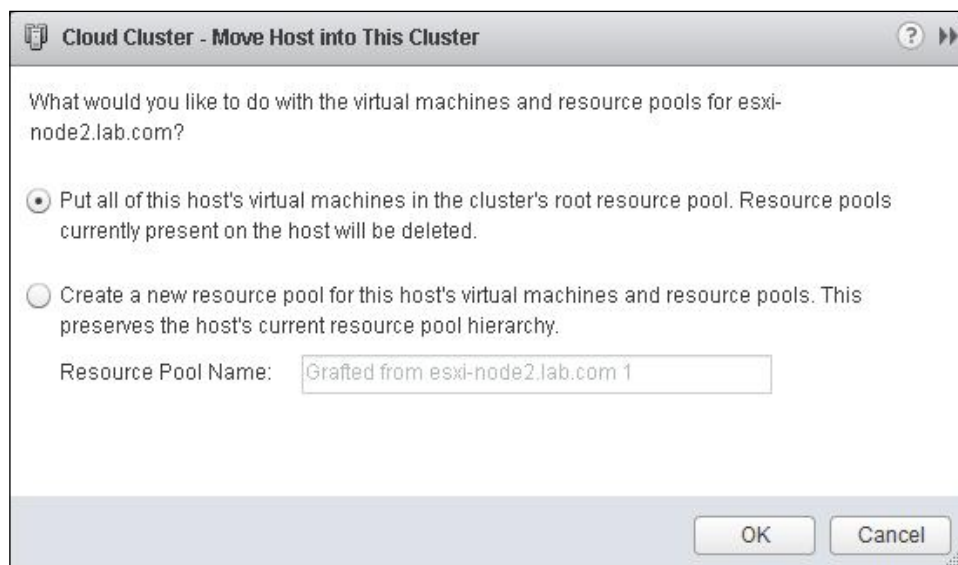 Cloud Cluster - Move Host into This Cluster
?
What would you like to do with the virtual machines and resource pools for esxi-
node2.lab.com?
Put all of this host's virtual machines in the cluster's root resource pool. Resource pools
currently present on the host will be deleted.
Create a new resource pool for this host's virtual machines and resource pools. This
preserves the host's current resource pool hierarchy.
Resource Pool Name: Grafted from esxi-node2.lab.com 1
OK Cancel